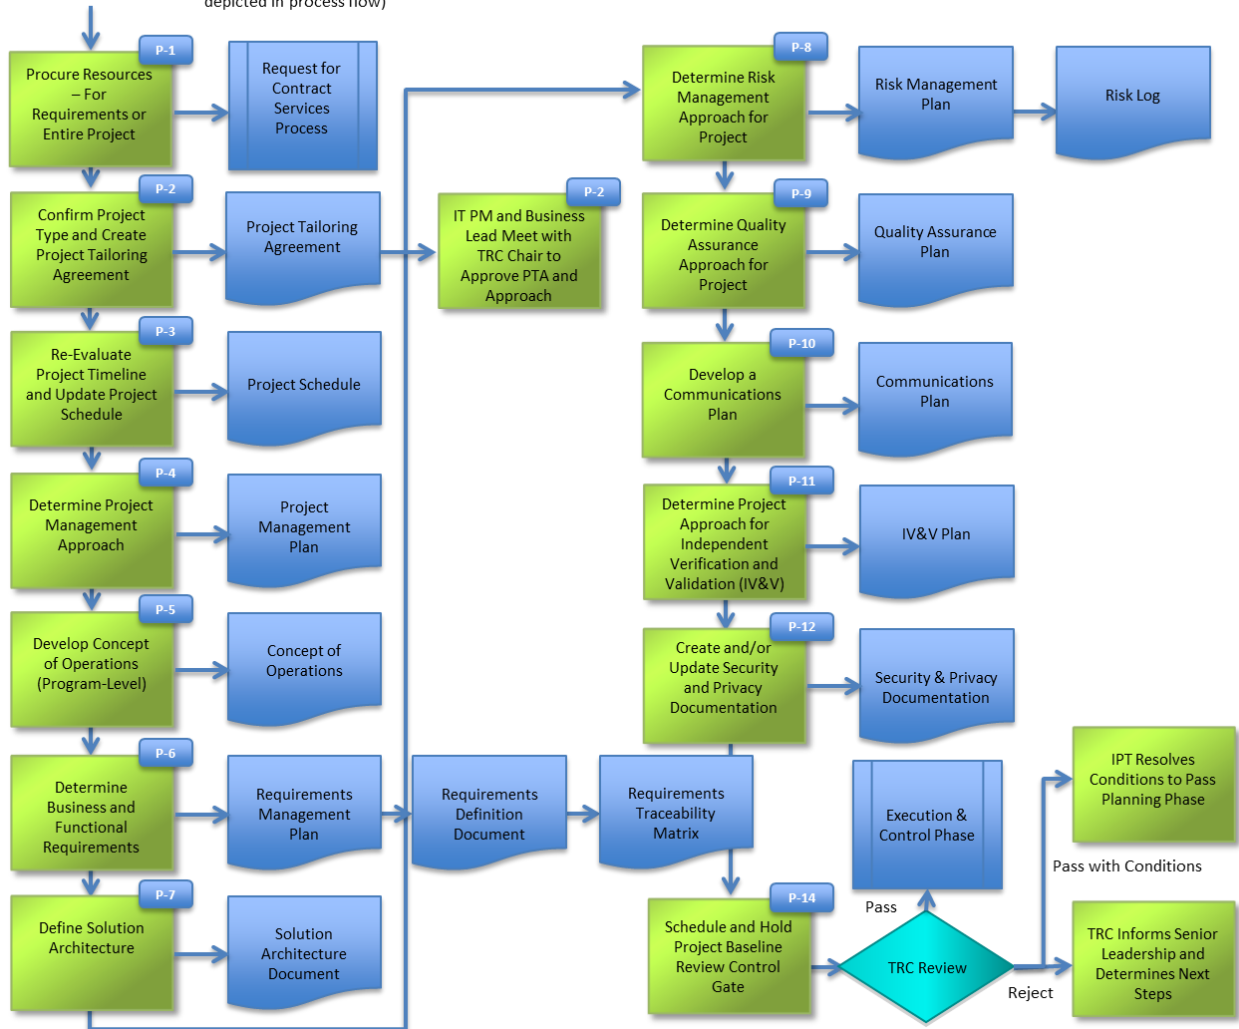 depicted in process flow)
P-1
Procure Resources
– For
Requirements or
Entire Project
Request for
Contract
Services
Process
P-2
Confirm Project
Type and Create
Project Tailoring
Agreement
Project Tailoring
Agreement
P-2
IT PM and Business
Lead Meet with
TRC Chair to
Approve PTA and
Approach
P-3
Re-Evaluate
Project Timeline
and Update Project
Schedule
Project Schedule
P-4
Determine Project
Management
Approach
Project
Management
Plan
P-5
Develop Concept
of Operations
(Program-Level)
Concept of
Operations
P-6
Determine
Business and
Functional
Requirements
Requirements
Management
Plan
Requirements
Definition
Document
Requirements
Traceability
Matrix
P-7
Define Solution
Architecture
Solution
Architecture
Document
P-8
Determine Risk
Management
Approach for
Project
Risk Management
Plan
Risk Log
P-9
Determine Quality
Assurance
Approach for
Project
Quality Assurance
Plan
P-10
Develop a
Communications
Plan
Communications
Plan
P-11
Determine Project
Approach for
Independent
Verification and
Validation (IV&V)
IV&V Plan
P-12
Create and/or
Update Security
and Privacy
Documentation
Security & Privacy
Documentation
P-14
Schedule and Hold
Project Baseline
Review Control
Gate
TRC Review
Pass
Execution &
Control Phase
Pass with Conditions
IPT Resolves
Conditions to Pass
Planning Phase
Reject
TRC Informs Senior
Leadership and
Determines Next
Steps